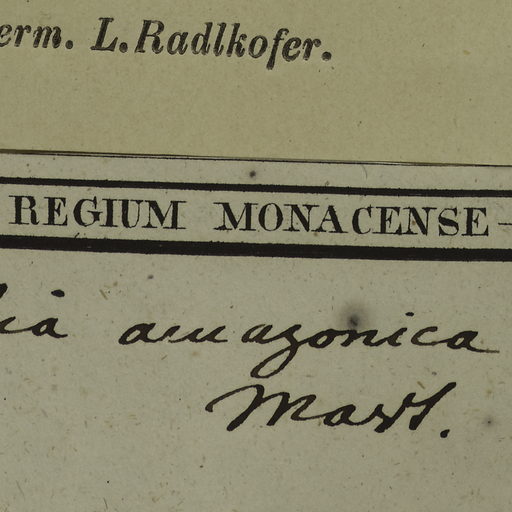 erm. L. Radlkofer.
REGIUM MONACENSE
amazonica
Mart.